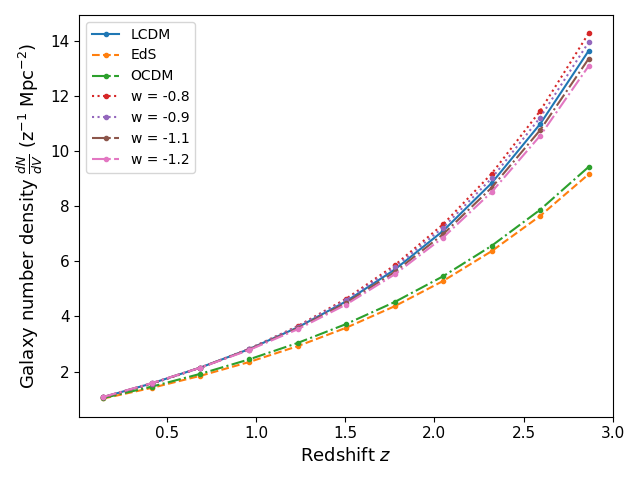 Galaxy number density dN/dV (z⁻¹ Mpc⁻²)
14
12
10
8
6
4
2
LCDM
EdS
OCDM
w = -0.8
w = -0.9
w = -1.1
w = -1.2
0.5 1.0 1.5 2.0 2.5 3.0
Redshift z